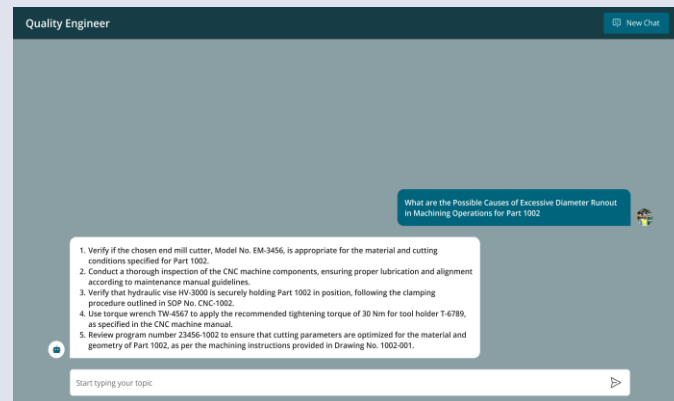 Quality Engineer
New Chat
What are the Possible Causes of Excessive Diameter Runout
in Machining Operations for Part 1002
1. Verify if the chosen end mill cutter, Model No. EM-3456, is appropriate for the material and cutting
conditions specified for Part 1002.
2. Conduct a thorough inspection of the CNC machine components, ensuring proper lubrication and alignment
according to maintenance manual guidelines.
3. Verify that hydraulic vise HV-3000 is securely holding Part 1002 in position, following the clamping
procedure outlined in SOP No. CNC-1002.
4. Use torque wrench TW-4567 to apply the recommended tightening torque of 30 Nm for tool holder T-6789,
as specified in the CNC machine manual.
5. Review program number 23456-1002 to ensure that cutting parameters are optimized for the material and
geometry of Part 1002, as per the machining instructions provided in Drawing No. 1002-001.
Start typing your topic